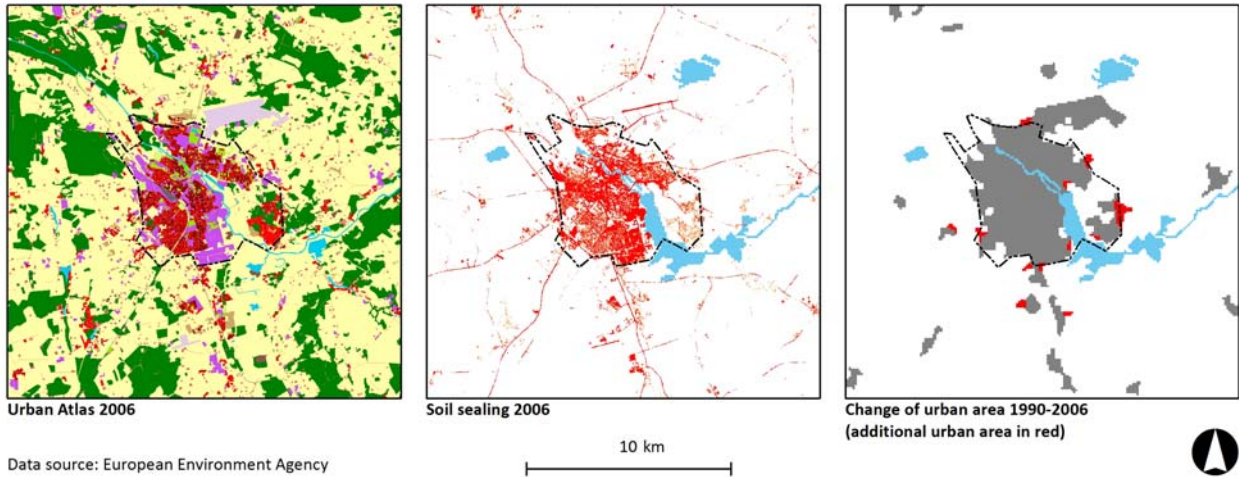 Urban Atlas 2006
Soil sealing 2006
Change of urban area 1990-2006
(additional urban area in red)
Data source: European Environment Agency
10 km